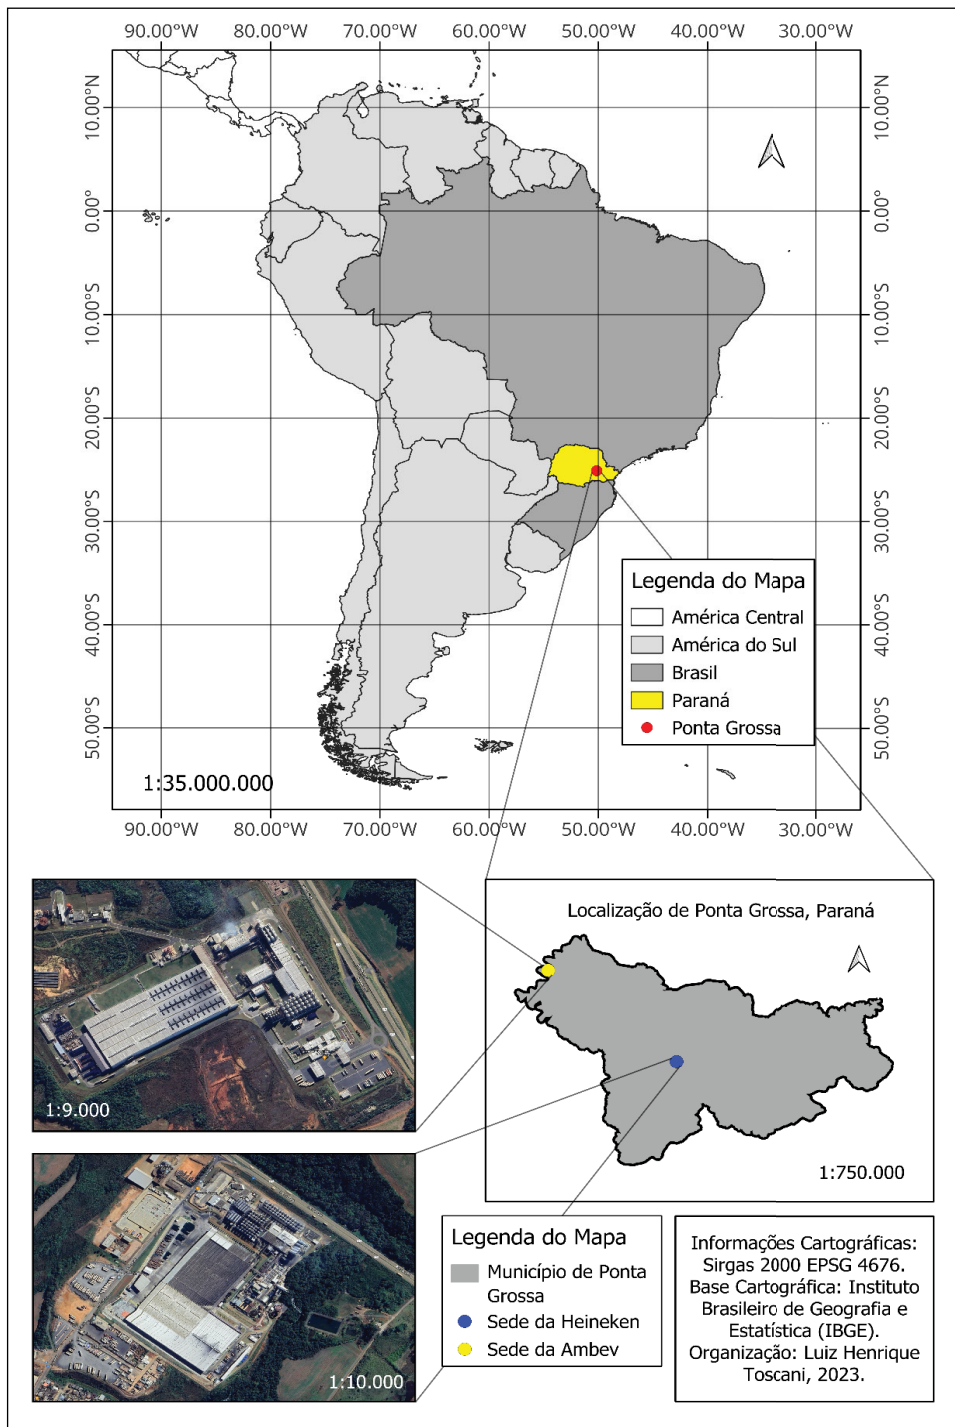 90.00°W 80.00°W 70.00°W 60.00°W 50.00°W 40.00°W 30.00°W
10.00°N 10.00°N
0.00° 0.00°
10.00°S 10.00°S
20.00°S 20.00°S
30.00°S 30.00°S
Legenda do Mapa
América Central
América do Sul
Brasil
Paraná
Ponta Grossa
40.00°S 40.00°S
50.00°S 50.00°S
1:35.000.000
90.00°W 80.00°W 70.00°W 60.00°W 50.00°W 40.00°W 30.00°W
Localização de Ponta Grossa, Paraná
1:9.000
1:750.000
1:10.000
Legenda do Mapa
Município de Ponta
Grossa
Sede da Heineken
Sede da Ambev
Informações Cartográficas:
Sirgas 2000 EPSG 4676.
Base Cartográfica: Instituto
Brasileiro de Geografia e
Estatística (IBGE).
Organização: Luiz Henrique
Toscani, 2023.